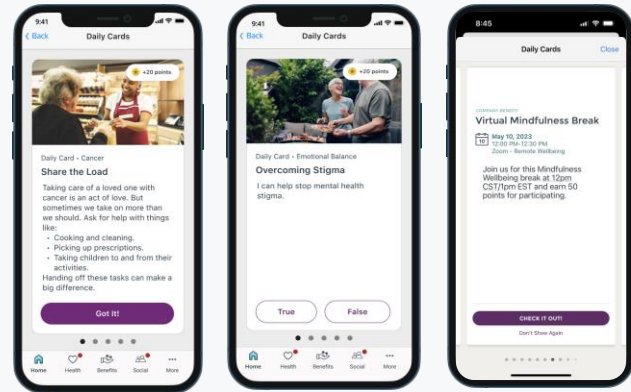 9:41
Back
Daily Cards
+20 points
Daily Card • Cancer
Share the Load
Taking care of a loved one with
cancer is an act of love. But
sometimes we take on more than
we should. Ask for help with things
like:
• Cooking and cleaning.
• Picking up prescriptions.
• Taking children to and from their
activities.
Handing off these tasks can make a
big difference.
Got It!
Home
Health
Benefits
Social
More
9:41
Back
Daily Cards
+20 points
Daily Card • Emotional Balance
Overcoming Stigma
I can help stop mental health
stigma.
True
False
Home
Health
Benefits
Social
More
8:45
Daily Cards
Close
COMPANY BENEFIT
Virtual Mindfulness Break
10
May 10, 2023
12:00 PM-12:30 PM
Zoom - Remote Wellbeing
Join us for this Mindfulness
Wellbeing break at 12pm
CST/1pm EST and earn 50
points for participating.
CHECK IT OUT!
Don't Show Again